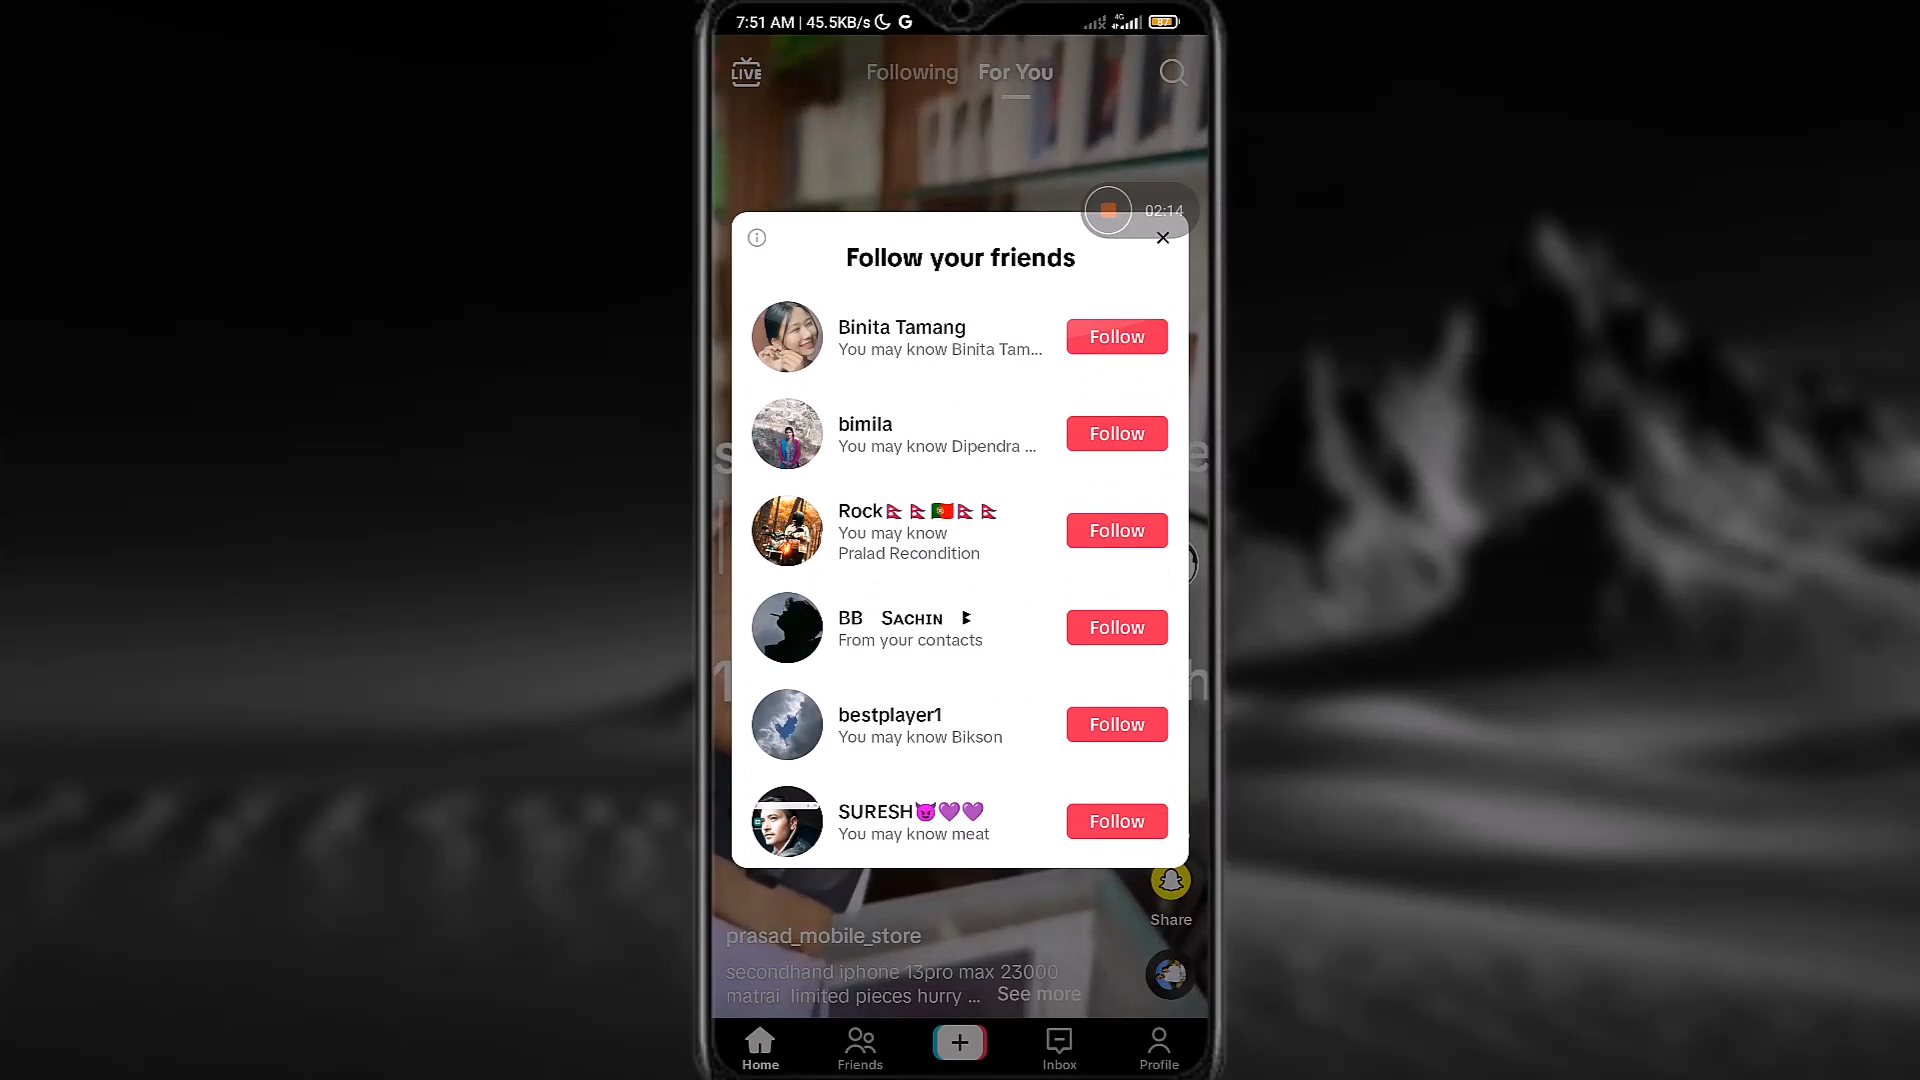 7:51 AM | 45.5KB/s
4G
87
LIVE
Following For You
02:14
Follow your friends
Binita Tamang
You may know Binita Tam...
Follow
bimila
You may know Dipendra ...
Follow
Rock🇳🇵🇳🇵🇵🇹🇳🇵🇳🇵
You may know
Pralad Recondition
Follow
BB Sᴀᴄʜɪɴ
From your contacts
Follow
bestplayer1
You may know Bikson
Follow
SURESH😈💜💜
You may know meat
Follow
Share
prasad_mobile_store
secondhand iphone 13pro max 23000
matrai limited pieces hurry ... See more
Home
Friends
Inbox
Profile